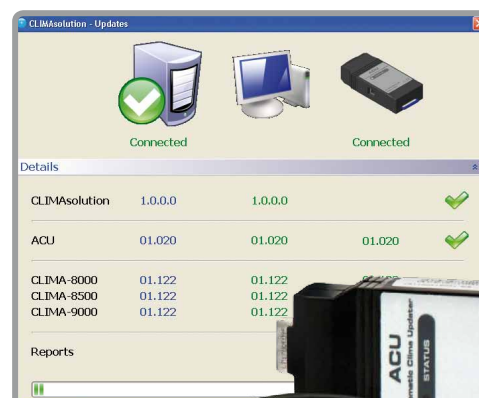 CLIMAsolution - Updates
Connected Connected
Details
CLIMAsolution 1.0.0.0 1.0.0.0
ACU 01.020 01.020 01.020
CLIMA-8000 01.122 01.122
CLIMA-8500 01.122 01.122
CLIMA-9000 01.122 01.122
Reports
ACU
Clima Updater
STATUS